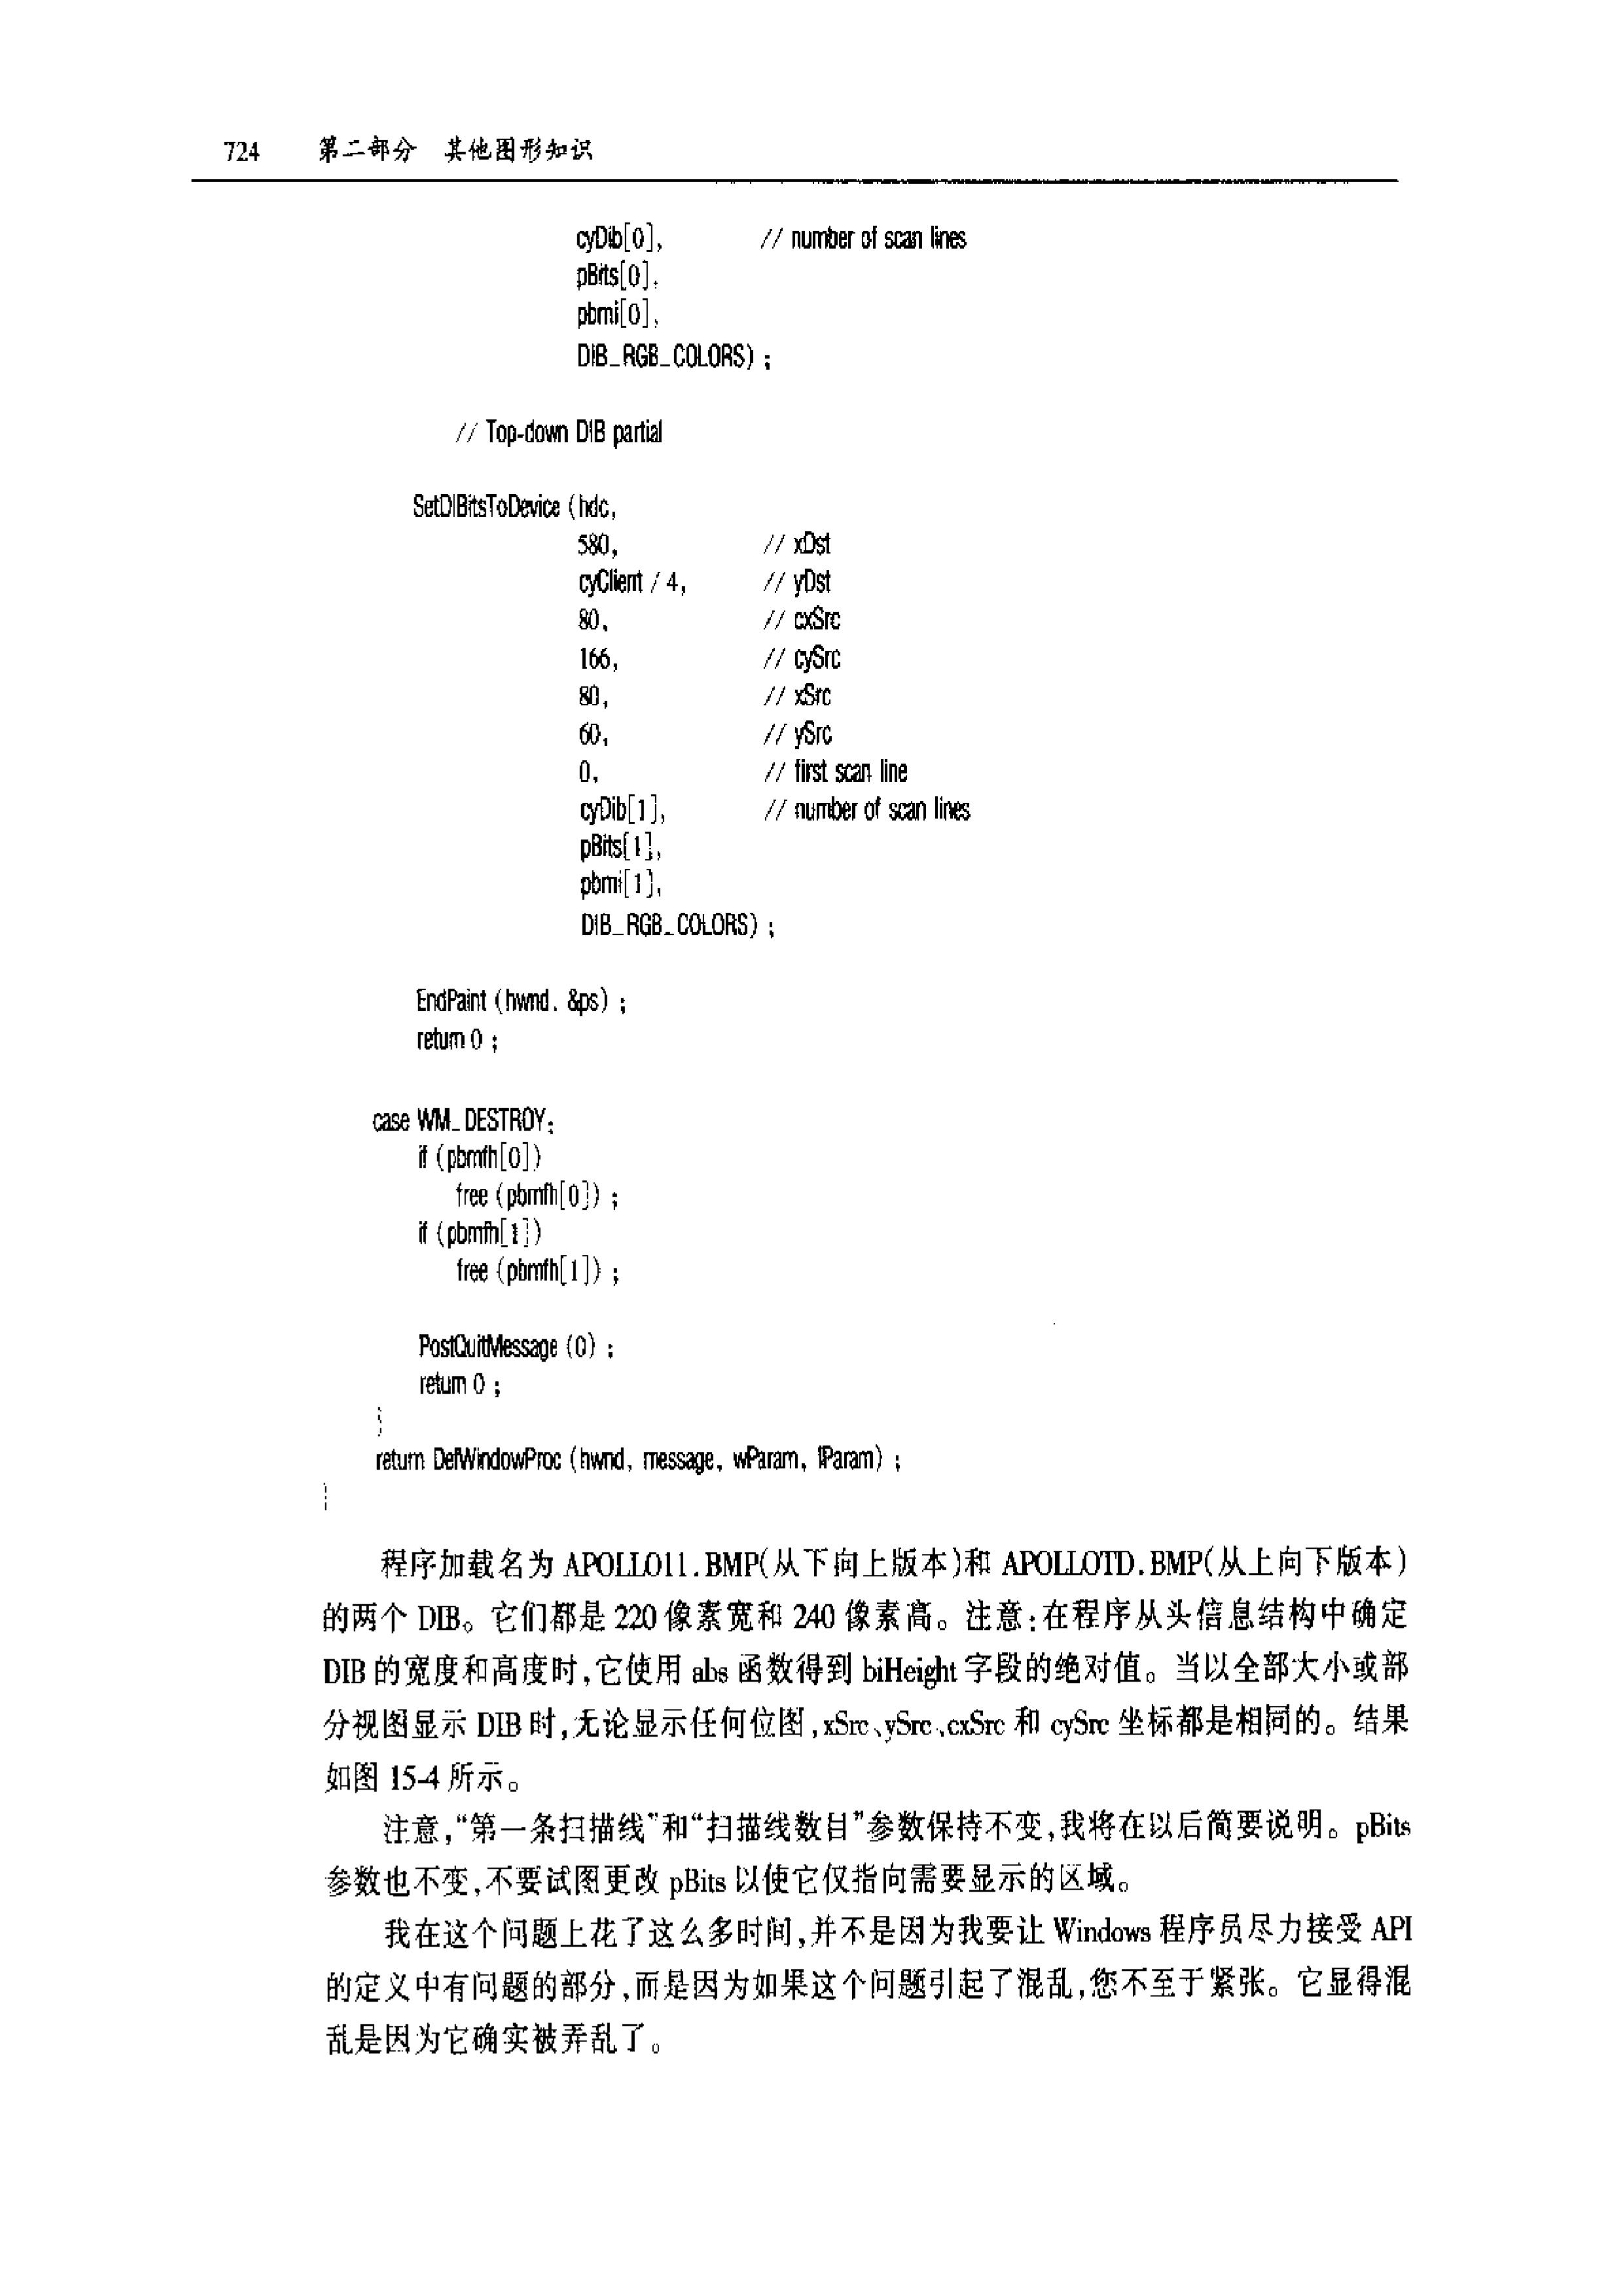 724 第二部分 其他图形知识
cyDib[0], // number of scan lines
pBits[0],
pbmi[0],
DIB_RGB_COLORS) ;
// Top-down DIB partial
SetDIBitsToDevice (hdc,
580, // xDst
cyClient / 4, // yDst
80, // cxSrc
166, // cySrc
80, // xSrc
60, // ySrc
0, // first scan line
cyDib[1], // number of scan lines
pBits[1],
pbmi[1],
DIB_RGB_COLORS) ;
EndPaint (hwnd, &ps) ;
return 0 ;
case WM_DESTROY:
if (pbmfh[0])
free (pbmfh[0]) ;
if (pbmfh[1])
free (pbmfh[1]) ;
PostQuitMessage (0) ;
return 0 ;
}
return DefWindowProc (hwnd, message, wParam, lParam) ;
}
程序加载名为 APOLLO11.BMP(从下向上版本)和 APOLLOTD.BMP(从上向下版本)
的两个 DIB。它们都是 220 像素宽和 240 像素高。注意:在程序从头信息结构中确定
DIB 的宽度和高度时,它使用 abs 函数得到 biHeight 字段的绝对值。当以全部大小或部
分视图显示 DIB 时,无论显示任何位图,xSrc、ySrc、cxSrc 和 cySrc 坐标都是相同的。结果
如图 15-4 所示。
注意,“第一条扫描线”和“扫描线数目”参数保持不变,我将在以后简要说明。pBits
参数也不变,不要试图更改 pBits 以使它仅指向需要显示的区域。
我在这个问题上花了这么多时间,并不是因为我要让 Windows 程序员尽力接受 API
的定义中有问题的部分,而是因为如果这个问题引起了混乱,您不至于紧张。它显得混
乱是因为它确实被弄乱了。